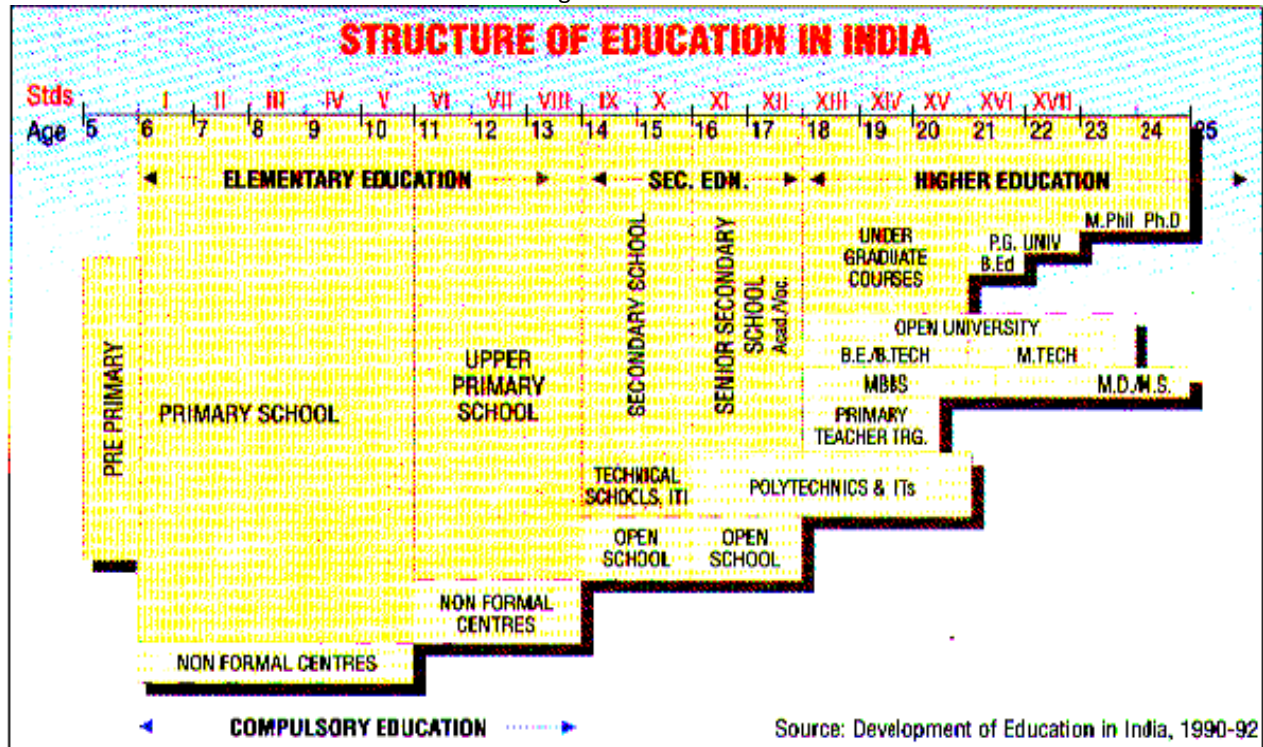 STRUCTURE OF EDUCATION IN INDIA
Stds I II III IV V VI VII VIII IX X XI XII XIII XIV XV XVI XVII
Age 5 6 7 8 9 10 11 12 13 14 15 16 17 18 19 20 21 22 23 24 25
ELEMENTARY EDUCATION SEC. EDN. HIGHER EDUCATION
PRE PRIMARY
PRIMARY SCHOOL
UPPER
PRIMARY
SCHOOL
SECONDARY SCHOOL
SENIOR SECONDARY
SCHOOL
Acad./Voc.
UNDER
GRADUATE
COURSES
M.Phil Ph.D
P.G. UNIV
B.Ed
OPEN UNIVERSITY
B.E./B.TECH M.TECH
MBBS M.D./M.S.
PRIMARY
TEACHER TRG.
TECHNICAL
SCHOOLS, ITI
POLYTECHNICS & ITs
OPEN
SCHOOL
OPEN
SCHOOL
NON FORMAL
CENTRES
NON FORMAL CENTRES
COMPULSORY EDUCATION
Source: Development of Education in India, 1990-92